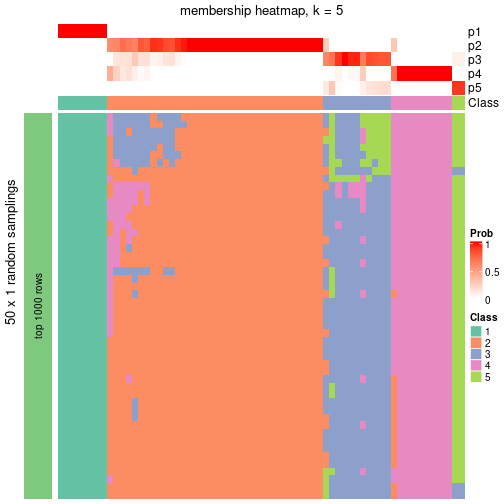 membership heatmap, k = 5
p1
p2
p3
p4
p5
Class
50 x 1 random samplings
top 1000 rows
Prob
1
0.5
0
Class
1
2
3
4
5